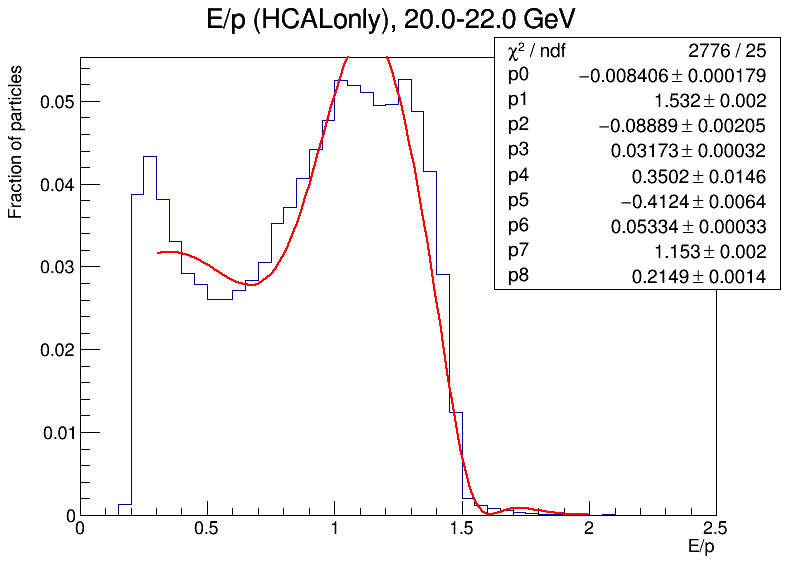 E/p (HCALonly), 20.0-22.0 GeV
χ² / ndf 2776 / 25
p0 −0.008406 ± 0.000179
p1 1.532 ± 0.002
p2 −0.08889 ± 0.00205
p3 0.03173 ± 0.00032
p4 0.3502 ± 0.0146
p5 −0.4124 ± 0.0064
p6 0.05334 ± 0.00033
p7 1.153 ± 0.002
p8 0.2149 ± 0.0014
Fraction of particles
0.05
0.04
0.03
0.02
0.01
0
0 0.5 1 1.5 2 2.5
E/p